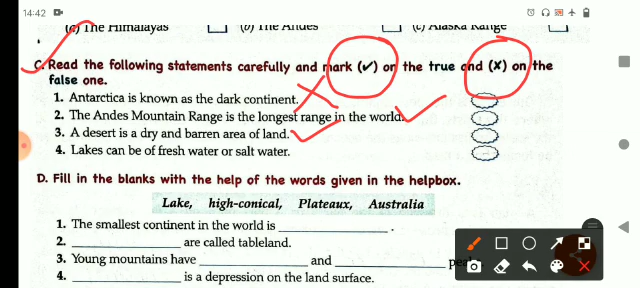 14:42
(a) The Himalayas (b) The Andes (c) Alaska Range
C. Read the following statements carefully and mark (✔) on the true and (✗) on the
false one.
1. Antarctica is known as the dark continent.
2. The Andes Mountain Range is the longest range in the world.
3. A desert is a dry and barren area of land.
4. Lakes can be of fresh water or salt water.
D. Fill in the blanks with the help of the words given in the helpbox.
Lake, high-conical, Plateaux, Australia
1. The smallest continent in the world is ____________.
2. ____________ are called tableland.
3. Young mountains have ____________ and ____________
4. ____________ is a depression on the land surface.